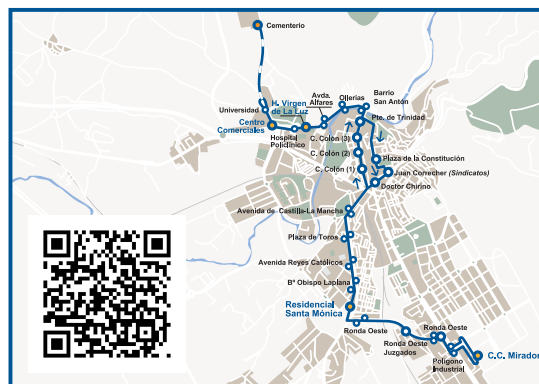 Cementerio
Universidad
H. Virgen
de La Luz
Avda.
Alfares
Ollerías
Barrio
San Antón
Centro
Comerciales
Hospital
Policlínico
Pte. de Trinidad
C. Colón (3)
C. Colón (2)
C. Colón (1)
Plaza de la Constitución
Juan Correcher (Sindicatos)
Doctor Chirino
Avenida de Castilla-La Mancha
Plaza de Toros
Avenida Reyes Católicos
Bº Obispo Laplana
Residencial
Santa Mónica
Ronda Oeste
Ronda Oeste
Juzgados
Ronda Oeste
Polígono
Industrial
C.C. Mirador